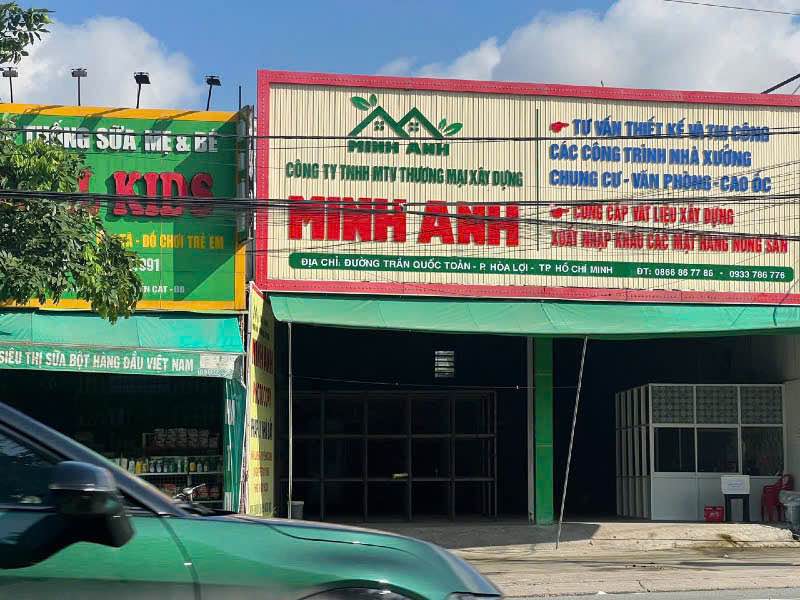 THỐNG SỮA MẸ & BÉ
KIDS
- ĐỒ CHƠI TRẺ EM
SIÊU THỊ SỮA BỘT HÀNG ĐẦU VIỆT NAM
MINH ANH
CÔNG TY TNHH MTV THƯƠNG MẠI XÂY DỰNG
MINH ANH
TƯ VẤN THIẾT KẾ VÀ THI CÔNG
CÁC CÔNG TRÌNH NHÀ XƯỞNG
CHUNG CƯ - VĂN PHÒNG - CAO ỐC
CUNG CẤP VẬT LIỆU XÂY DỰNG
XUẤT NHẬP KHẨU CÁC MẶT HÀNG NÔNG SẢN
ĐỊA CHỈ: ĐƯỜNG TRẦN QUỐC TOẢN - P. HÒA LỢI - TP HỒ CHÍ MINH ĐT: 0866 86 77 86 - 0933 786 776